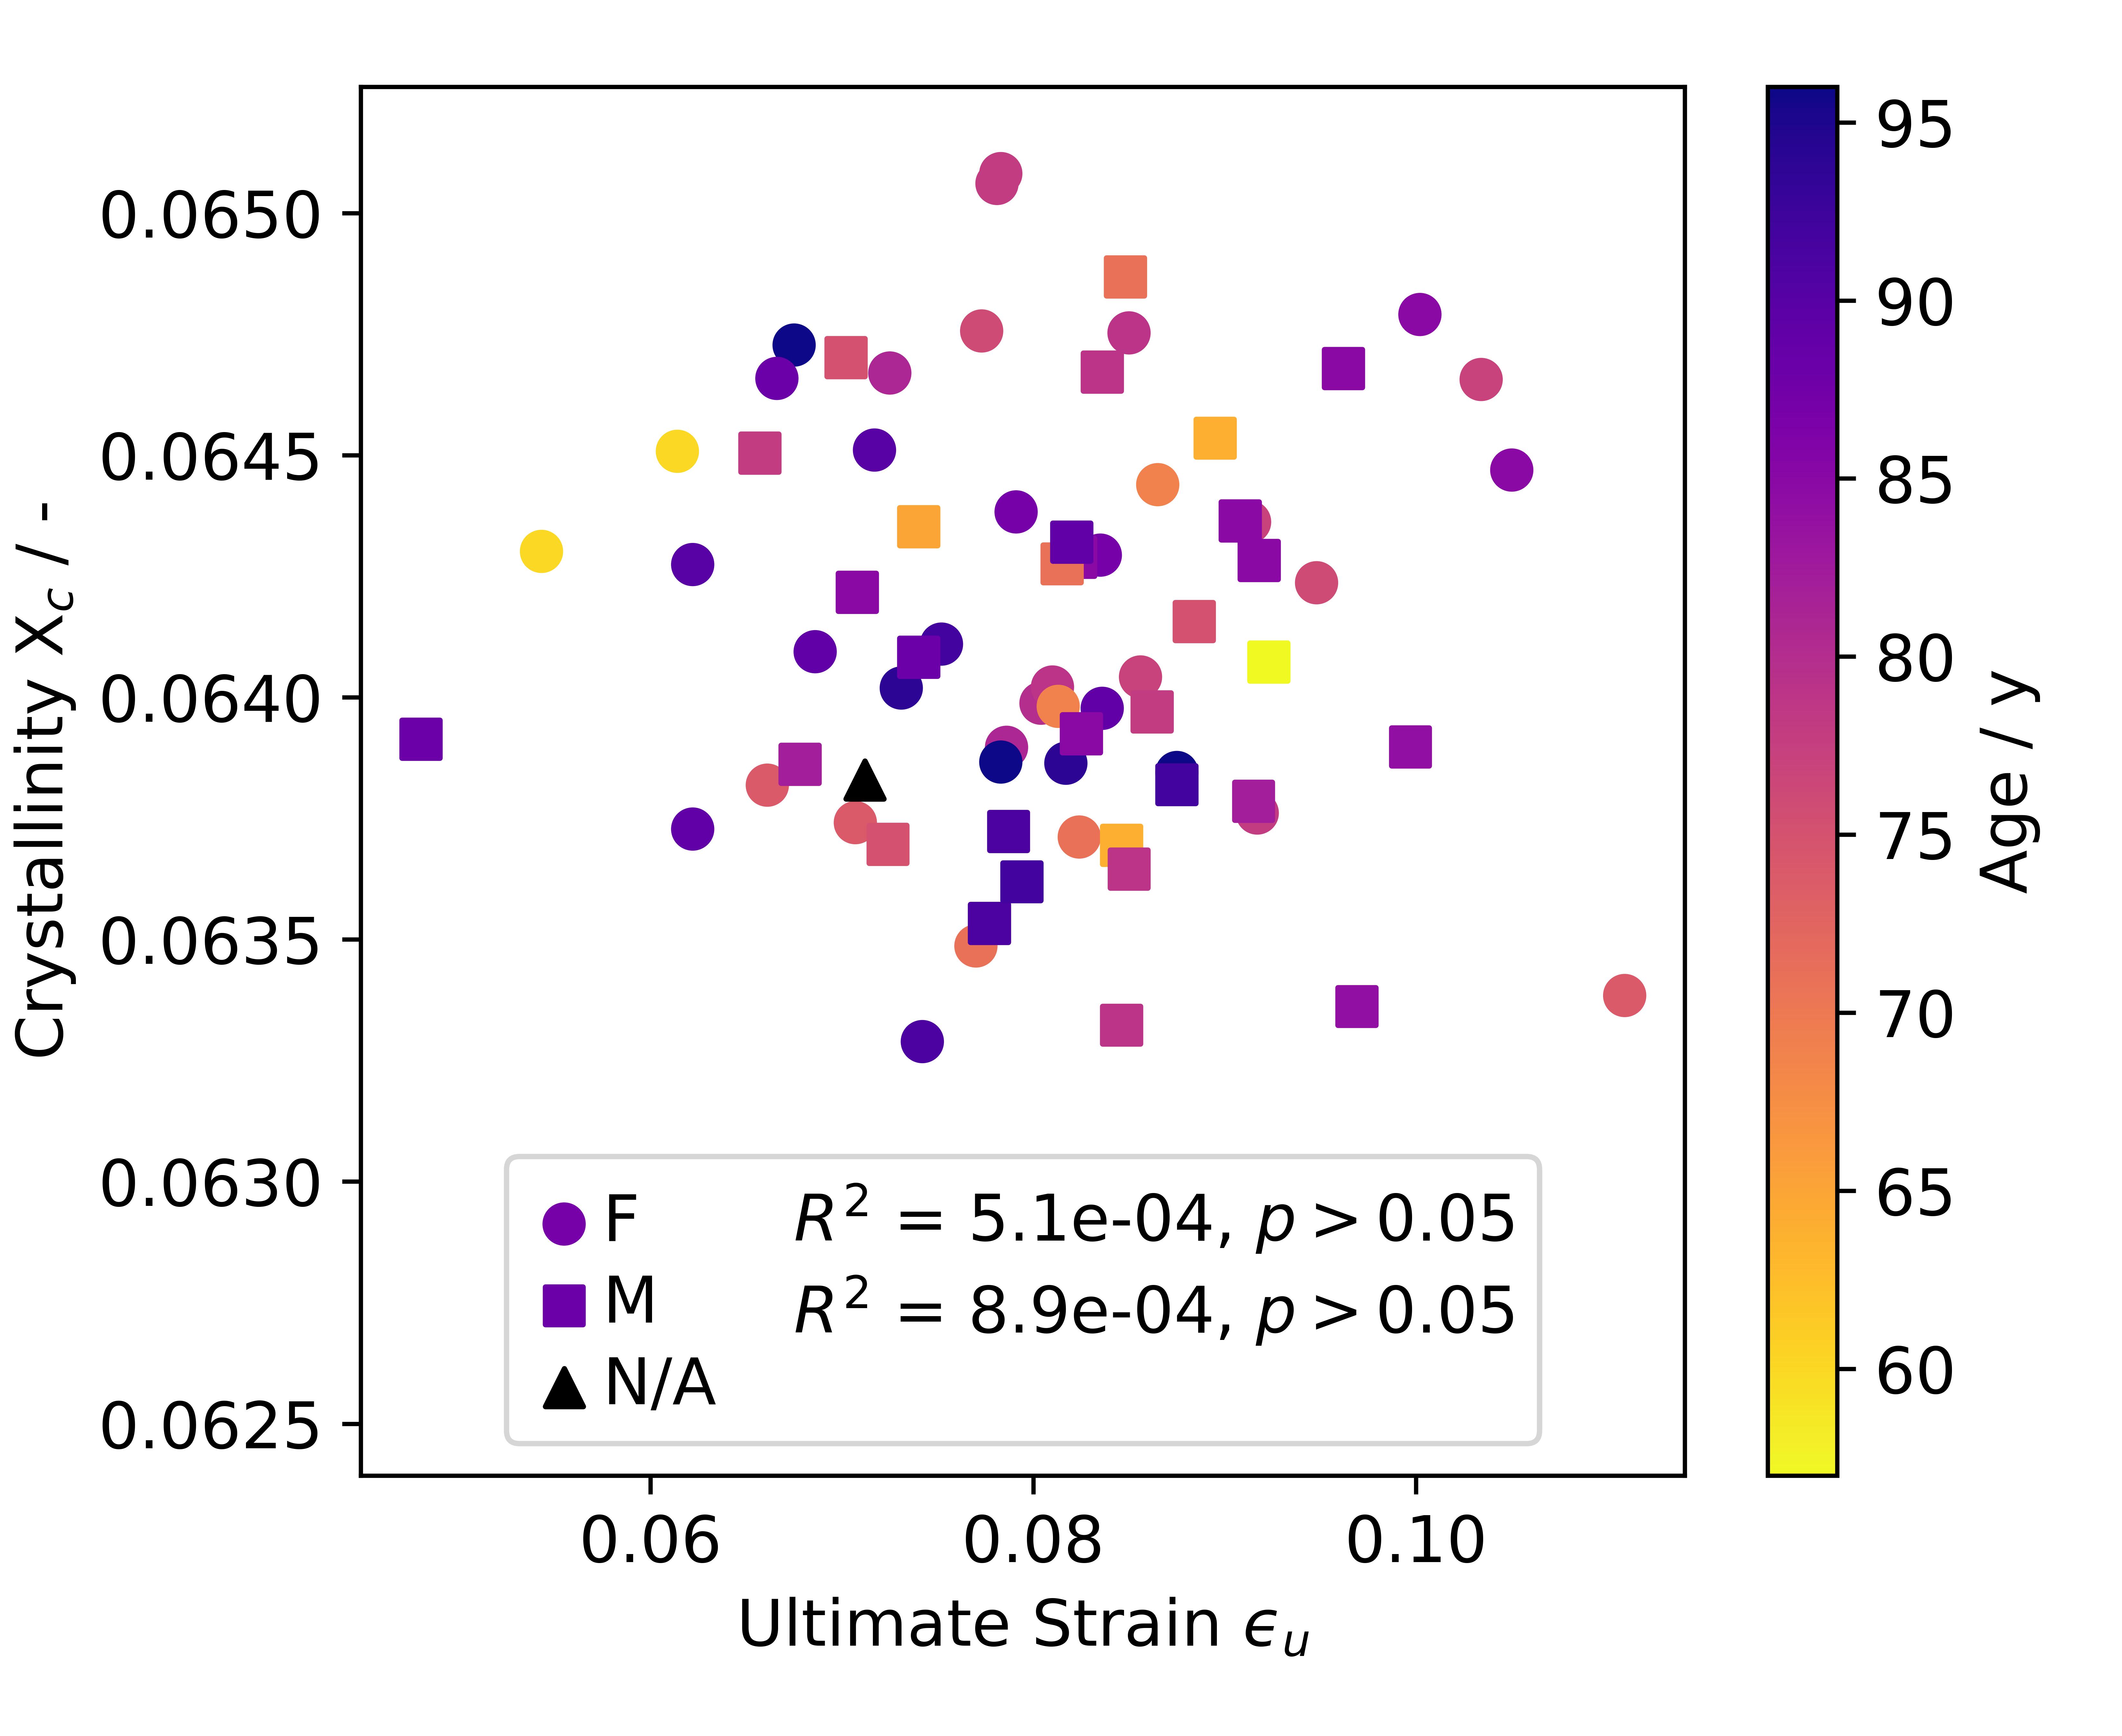 Crystallinity X_c / -
0.0650
0.0645
0.0640
0.0635
0.0630
0.0625
F R² = 5.1e-04, p > 0.05
M R² = 8.9e-04, p > 0.05
N/A
0.06 0.08 0.10
Ultimate Strain ϵ_u
95
90
85
80
75
70
65
60
Age / y